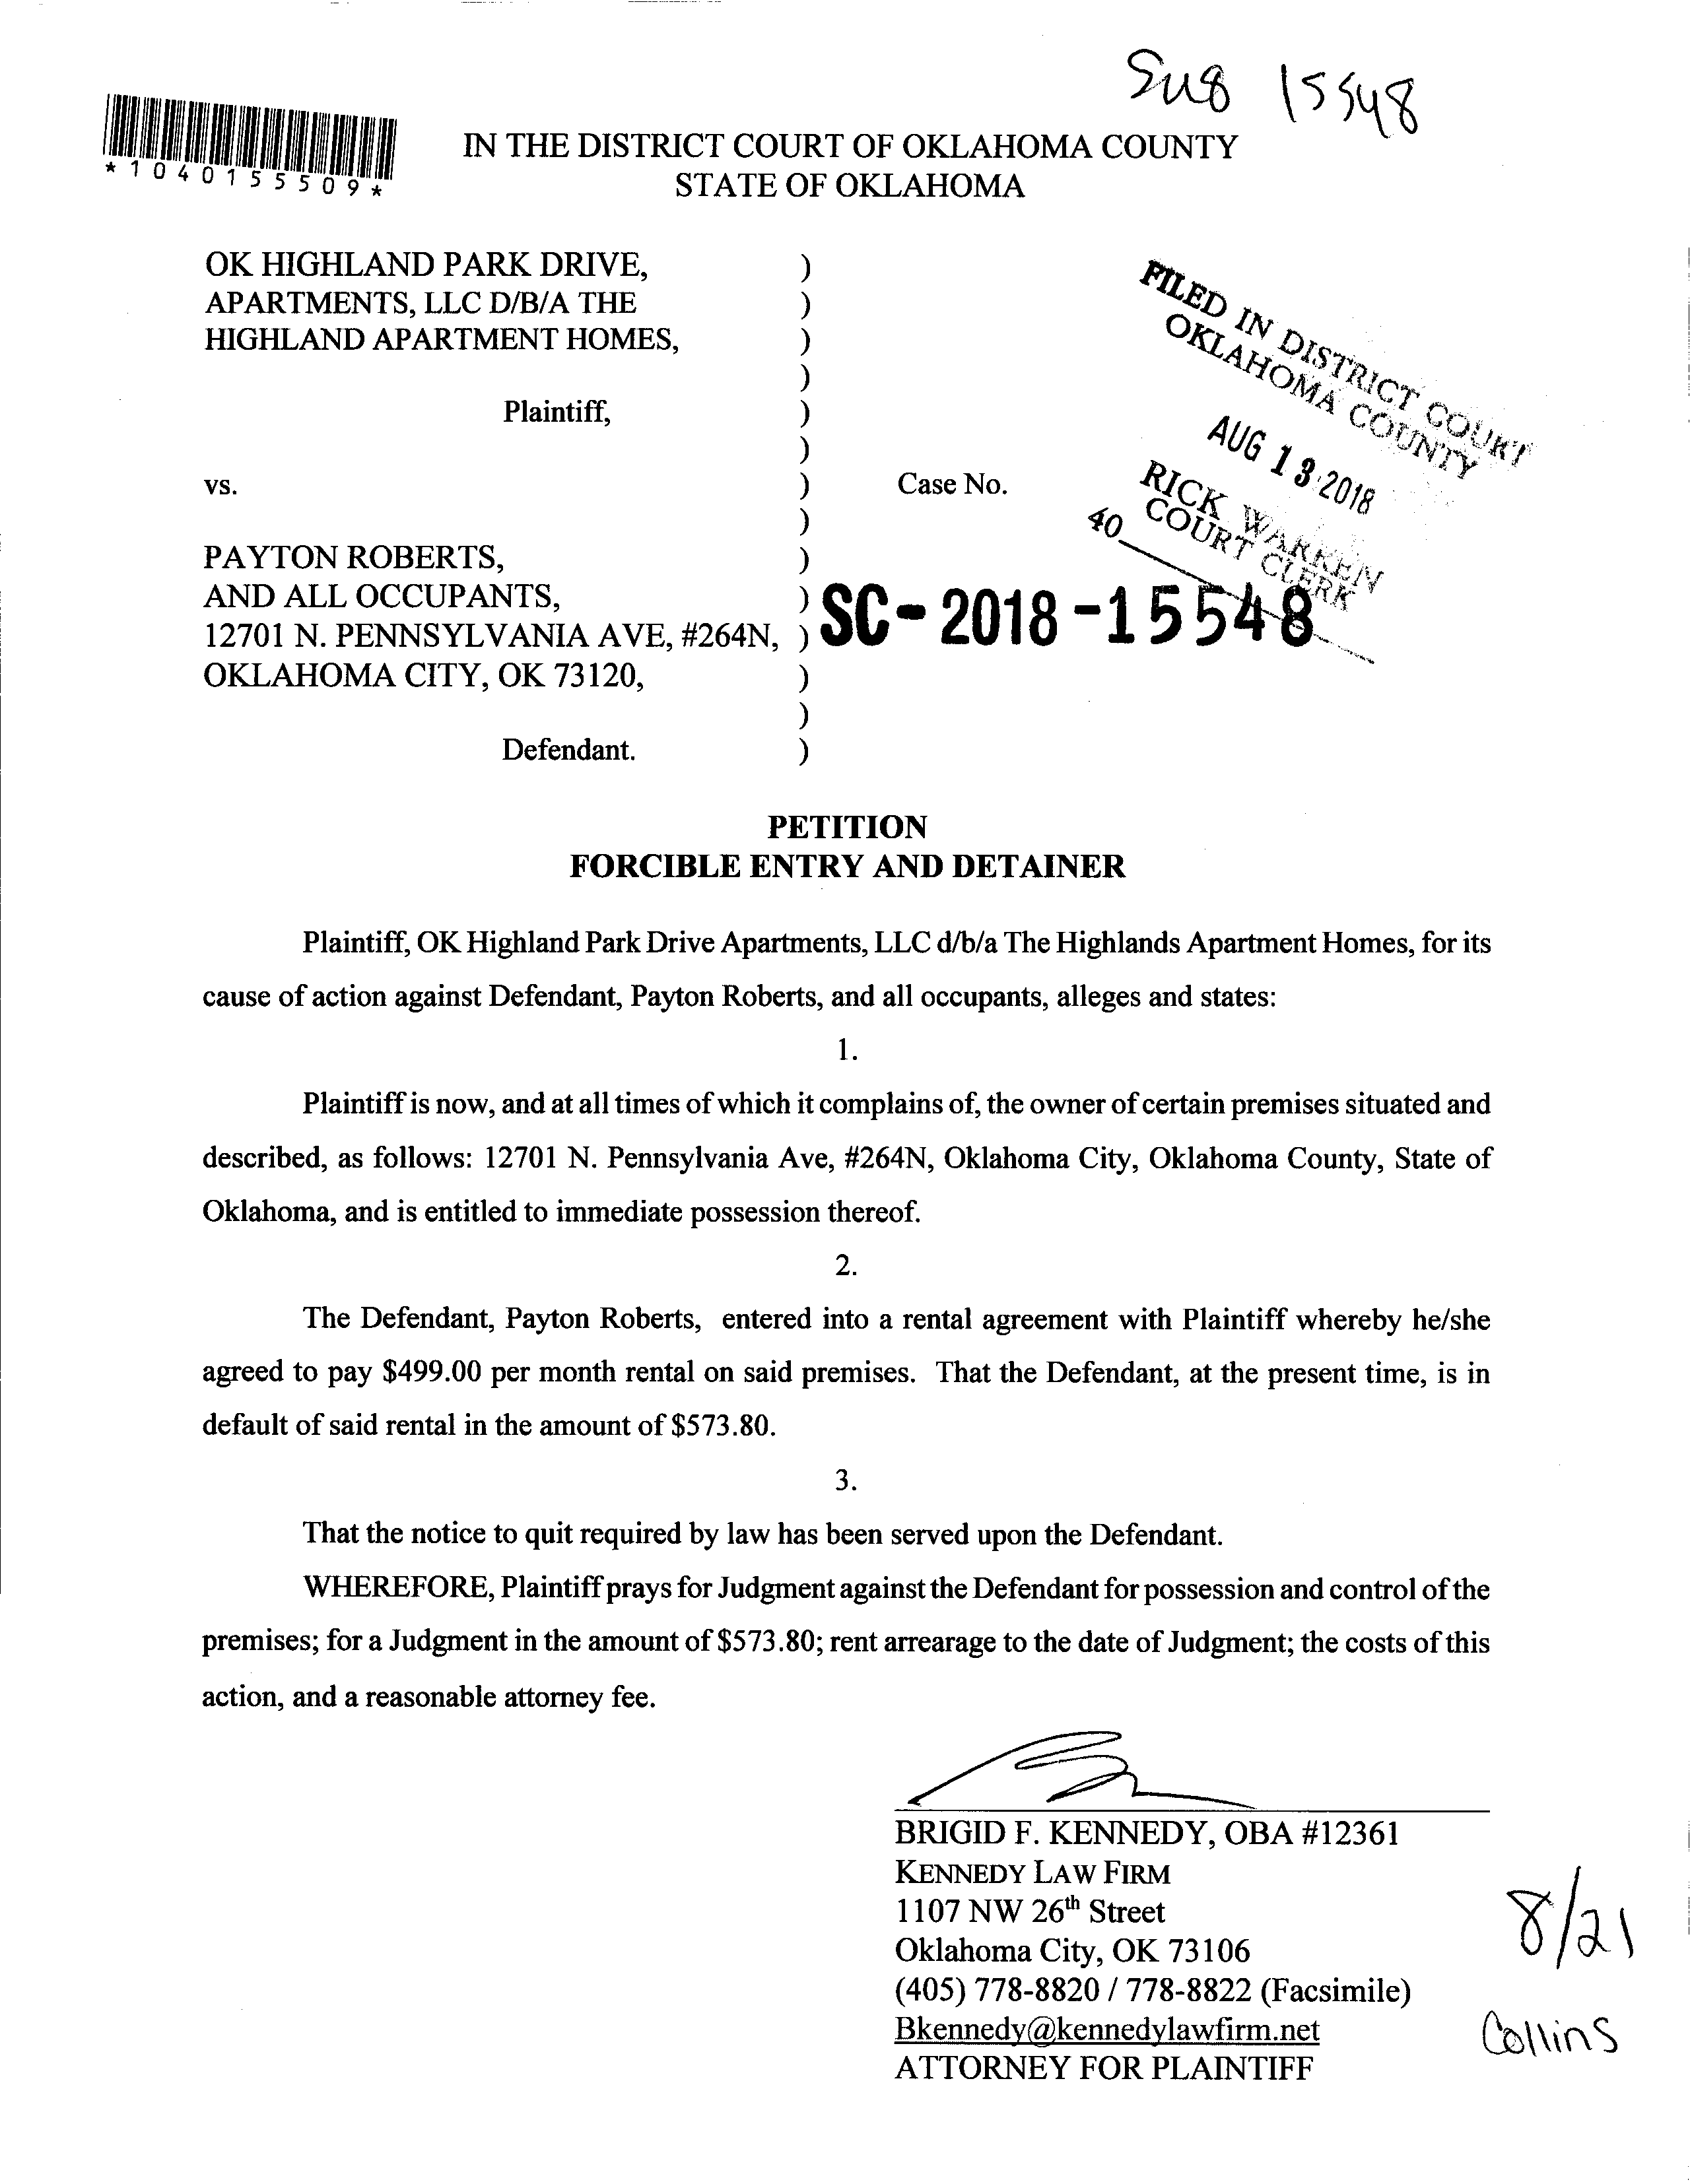 Sug 15548
*1040155509*
IN THE DISTRICT COURT OF OKLAHOMA COUNTY
STATE OF OKLAHOMA
OK HIGHLAND PARK DRIVE, )
APARTMENTS, LLC D/B/A THE )
HIGHLAND APARTMENT HOMES, )
)
Plaintiff, )
)
vs. ) Case No.
)
PAYTON ROBERTS, )
AND ALL OCCUPANTS, )
12701 N. PENNSYLVANIA AVE, #264N, )
OKLAHOMA CITY, OK 73120, )
)
Defendant. )
FILED IN DISTRICT COURT
OKLAHOMA COUNTY
AUG 13 2018
RICK WARREN
COURT CLERK
40
SC-2018-15548
PETITION
FORCIBLE ENTRY AND DETAINER
Plaintiff, OK Highland Park Drive Apartments, LLC d/b/a The Highlands Apartment Homes, for its
cause of action against Defendant, Payton Roberts, and all occupants, alleges and states:
1.
Plaintiff is now, and at all times of which it complains of, the owner of certain premises situated and
described, as follows: 12701 N. Pennsylvania Ave, #264N, Oklahoma City, Oklahoma County, State of
Oklahoma, and is entitled to immediate possession thereof.
2.
The Defendant, Payton Roberts, entered into a rental agreement with Plaintiff whereby he/she
agreed to pay $499.00 per month rental on said premises. That the Defendant, at the present time, is in
default of said rental in the amount of $573.80.
3.
That the notice to quit required by law has been served upon the Defendant.
WHEREFORE, Plaintiff prays for Judgment against the Defendant for possession and control of the
premises; for a Judgment in the amount of $573.80; rent arrearage to the date of Judgment; the costs of this
action, and a reasonable attorney fee.
BRIGID F. KENNEDY, OBA #12361
KENNEDY LAW FIRM
1107 NW 26th Street
Oklahoma City, OK 73106
(405) 778-8820 / 778-8822 (Facsimile)
Bkennedy@kennedylawfirm.net
ATTORNEY FOR PLAINTIFF
8/21
Collins